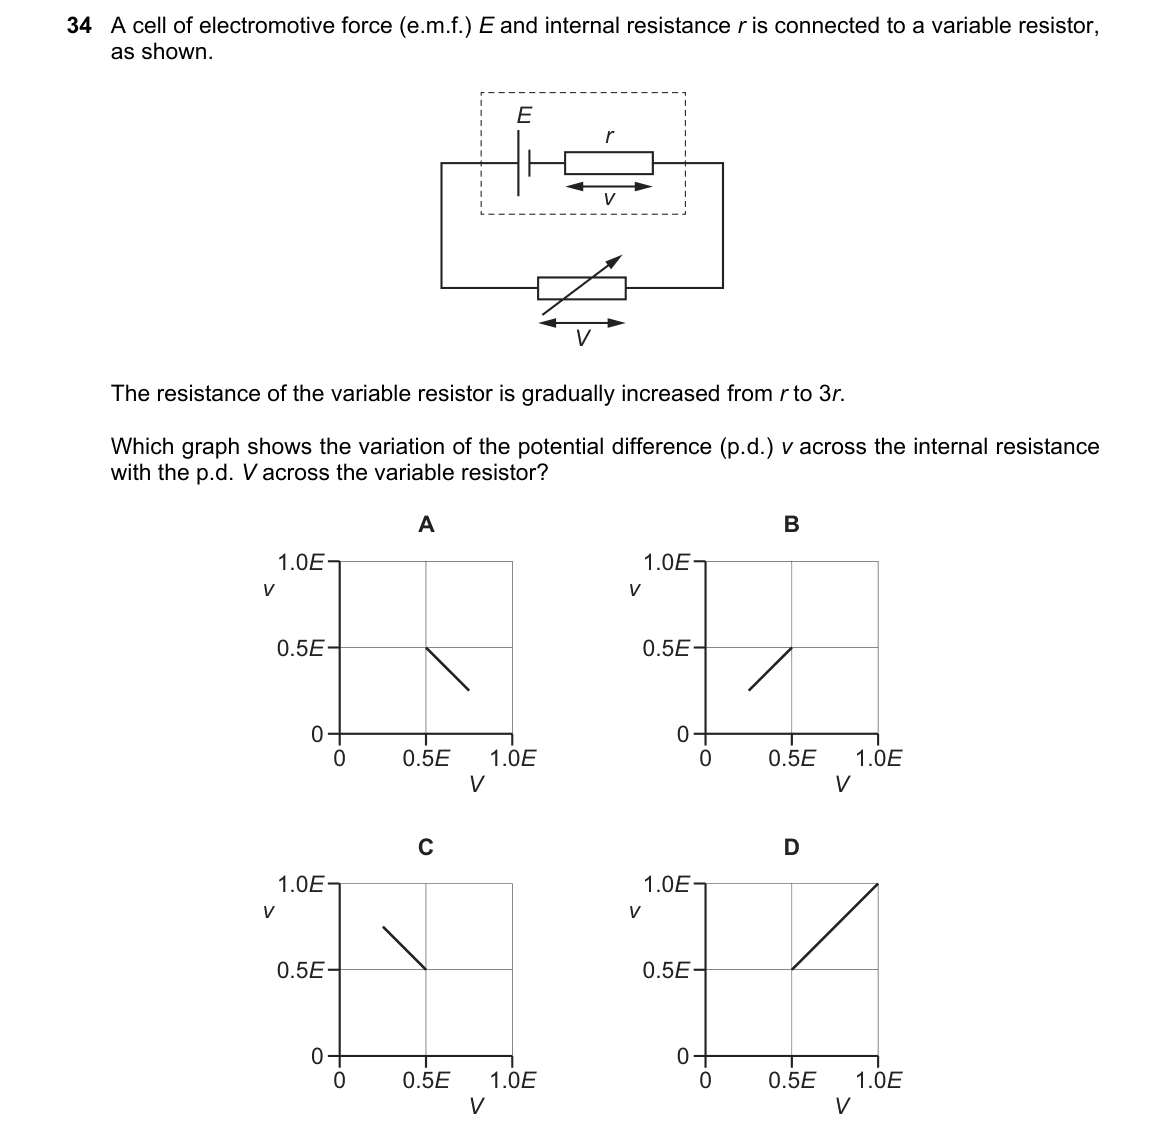 34 A cell of electromotive force (e.m.f.) E and internal resistance r is connected to a variable resistor,
as shown.
E
r
v
V
The resistance of the variable resistor is gradually increased from r to 3r.
Which graph shows the variation of the potential difference (p.d.) v across the internal resistance
with the p.d. V across the variable resistor?
A
1.0E
v
0.5E
0
0 0.5E 1.0E
V
B
1.0E
v
0.5E
0
0 0.5E 1.0E
V
C
1.0E
v
0.5E
0
0 0.5E 1.0E
V
D
1.0E
v
0.5E
0
0 0.5E 1.0E
V